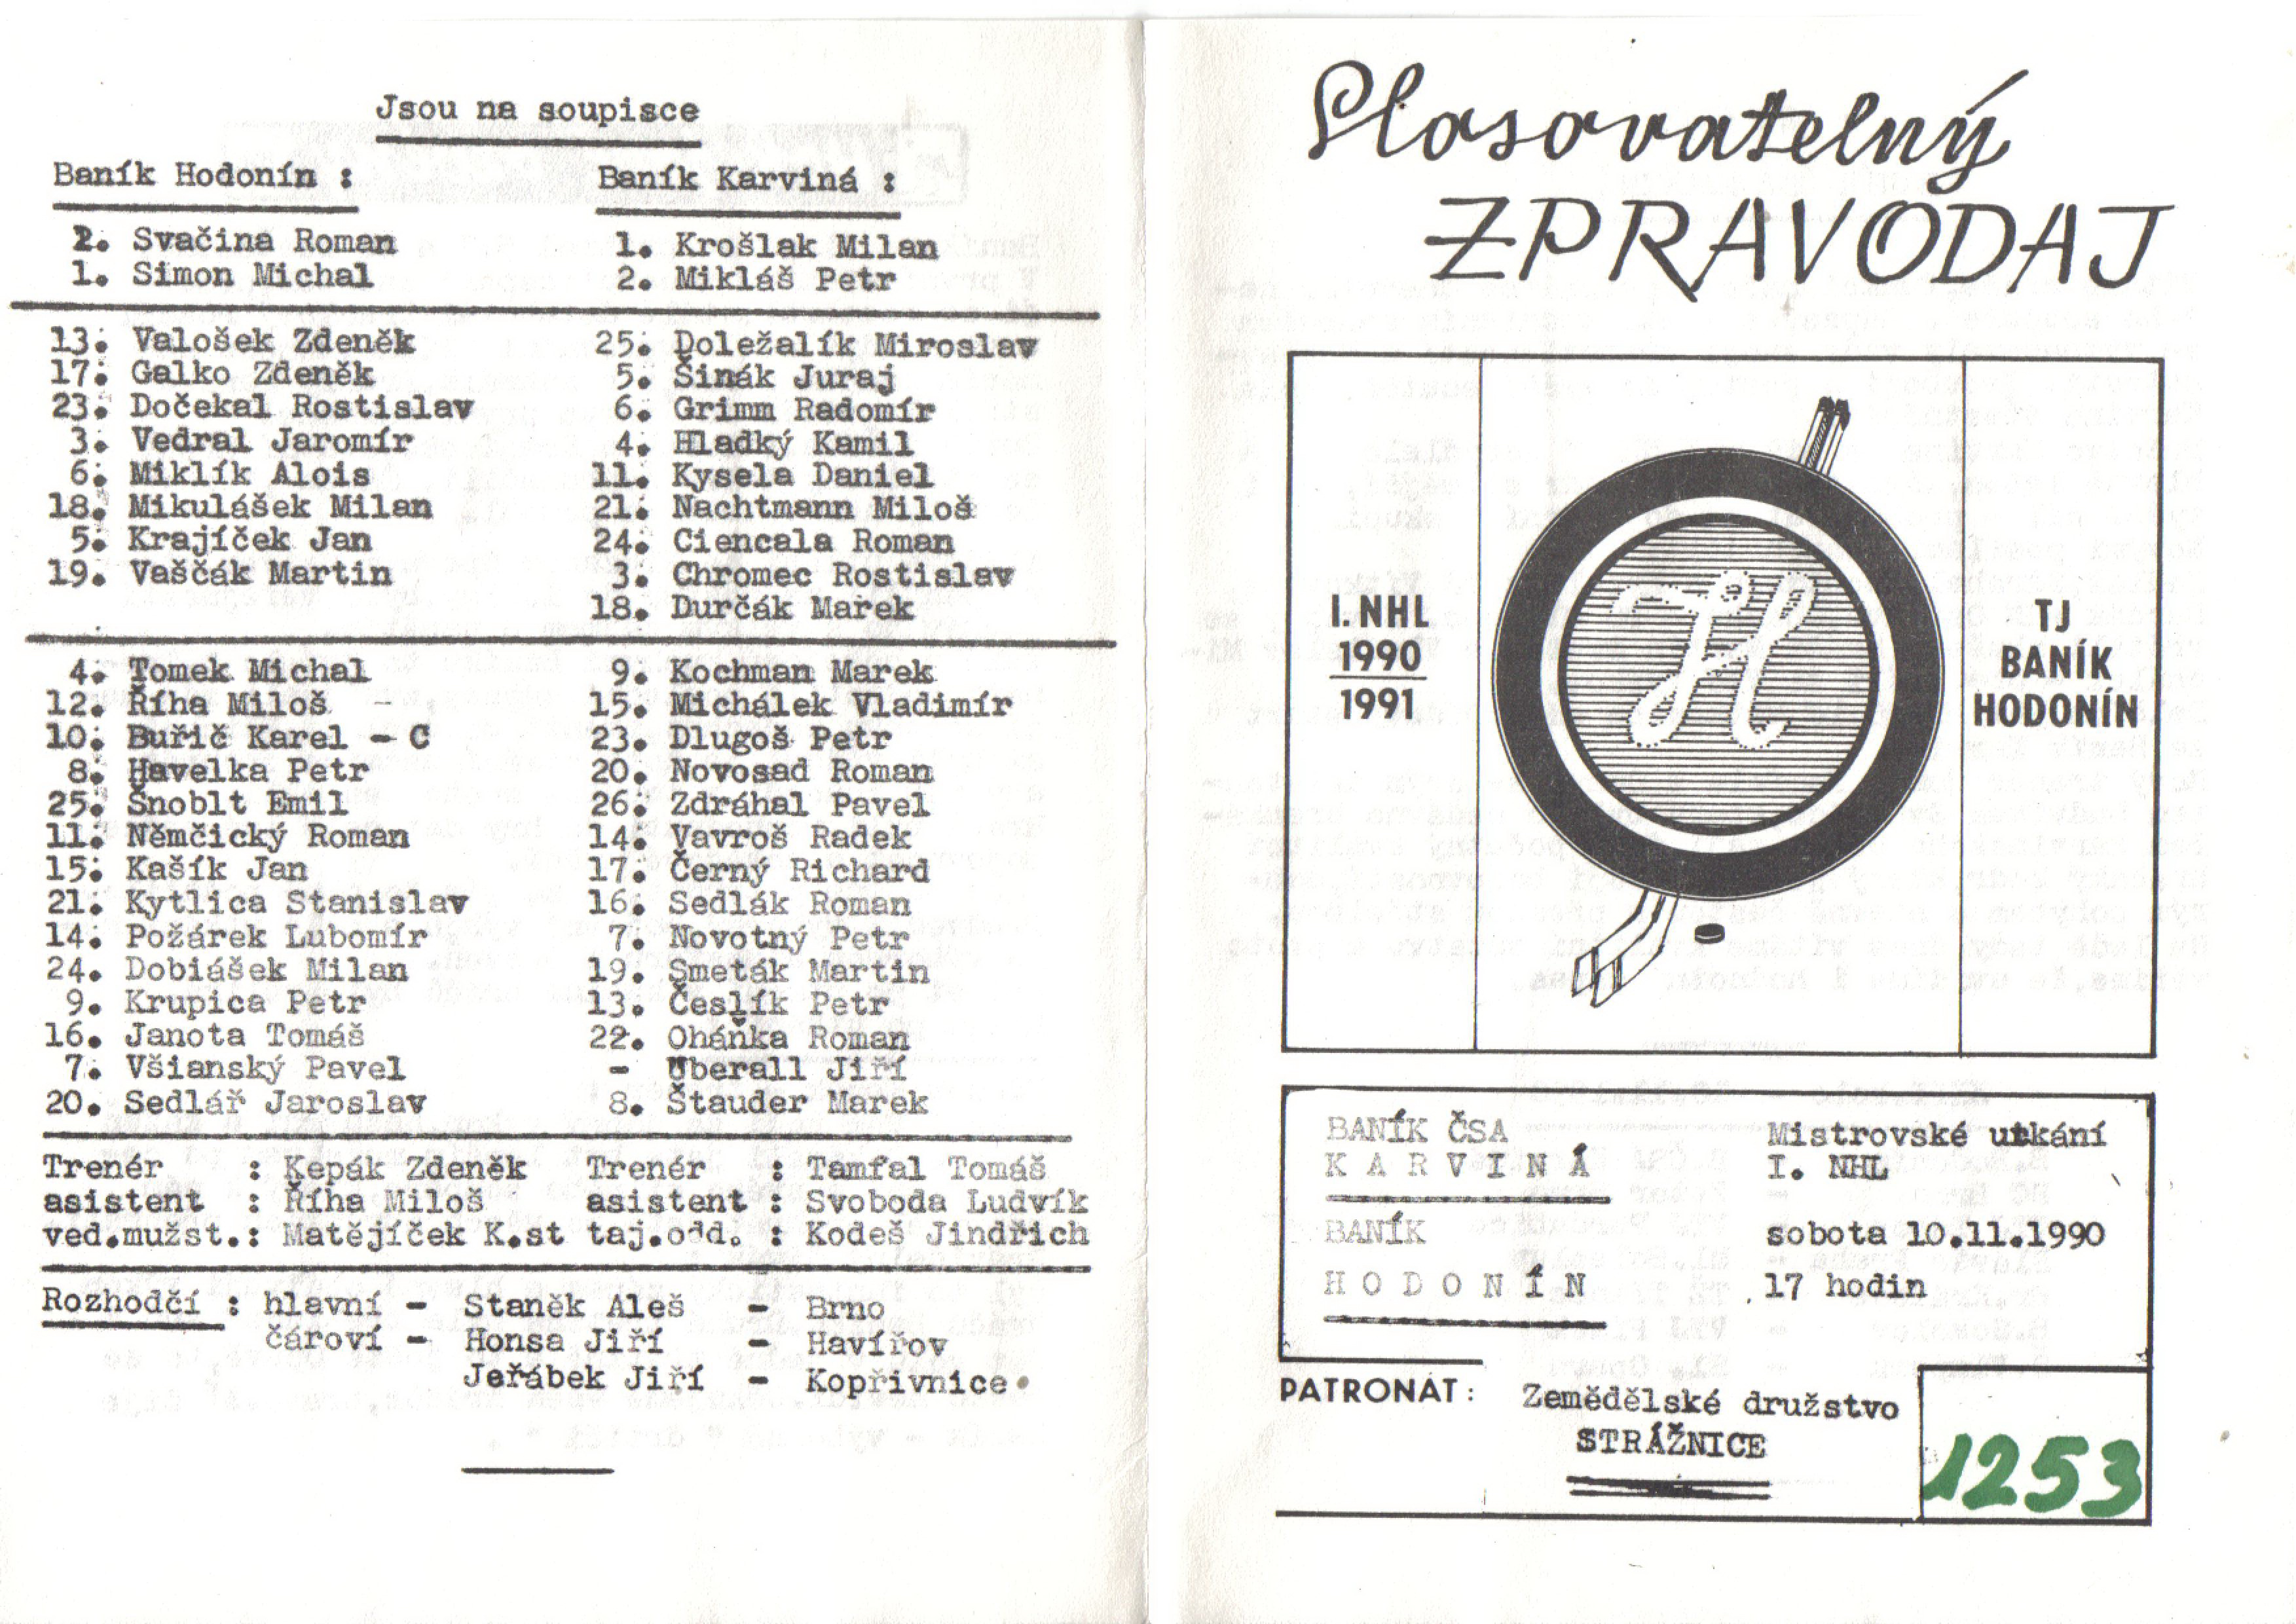 Jsou na soupisce
Baník Hodonín :
2. Svačina Roman
1. Simon Michal
13. Valošek Zdeněk
17. Galko Zdeněk
23. Dočekal Rostislav
3. Vedral Jaromír
6. Miklík Alois
18. Mikulášek Milan
5. Krajíček Jan
19. Vaščák Martin
4. Tomek Michal
12. Říha Miloš -
10. Buřič Karel - C
8. Havelka Petr
25. Šnoblt Emil
11. Němčický Roman
15. Kašík Jan
21. Kytlica Stanislav
14. Požárek Lubomír
24. Dobiášek Milan
9. Krupica Petr
16. Janota Tomáš
7. Všianský Pavel
20. Sedlář Jaroslav
Baník Karviná :
1. Krošlak Milan
2. Mikláš Petr
25. Doležalík Miroslav
5. Šinák Juraj
6. Grimm Radomír
4. Hladký Kamil
11. Kysela Daniel
21. Nachtmann Miloš
24. Ciencala Roman
3. Chromec Rostislav
18. Durčák Marek
9. Kochman Marek
15. Michálek Vladimír
23. Dlugoš Petr
20. Novosad Roman
26. Zdráhal Pavel
14. Vavroš Radek
17. Černý Richard
16. Sedlák Roman
7. Novotný Petr
19. Smeták Martin
13. Česlík Petr
22. Oháňka Roman
- Uberall Jiří
8. Štauder Marek
Trenér : Kepák Zdeněk Trenér : Tamfal Tomáš
asistent : Říha Miloš asistent : Svoboda Ludvík
ved.mužst.: Matějíček K.st taj.odd. : Kodeš Jindřich
Rozhodčí : hlavní - Staněk Aleš - Brno
čároví - Honsa Jiří - Havířov
Jeřábek Jiří - Kopřivnice
Slosovatelný
ZPRAVODAJ
I. NHL
1990
1991
H
TJ
BANÍK
HODONÍN
BANÍK ČSA
KARVINÁ
BANÍK
HODONÍN
Mistrovské utkání
I. NHL
sobota 10.11.1990
17 hodin
PATRONÁT: Zemědělské družstvo
STRÁŽNICE
1253